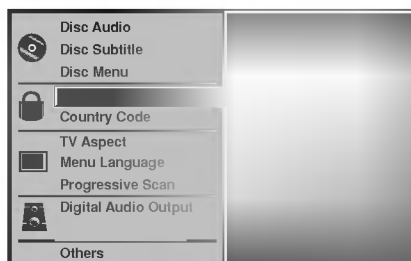 Disc Audio
Disc Subtitle
Disc Menu
Country Code
TV Aspect
Menu Language
Progressive Scan
Digital Audio Output
Others